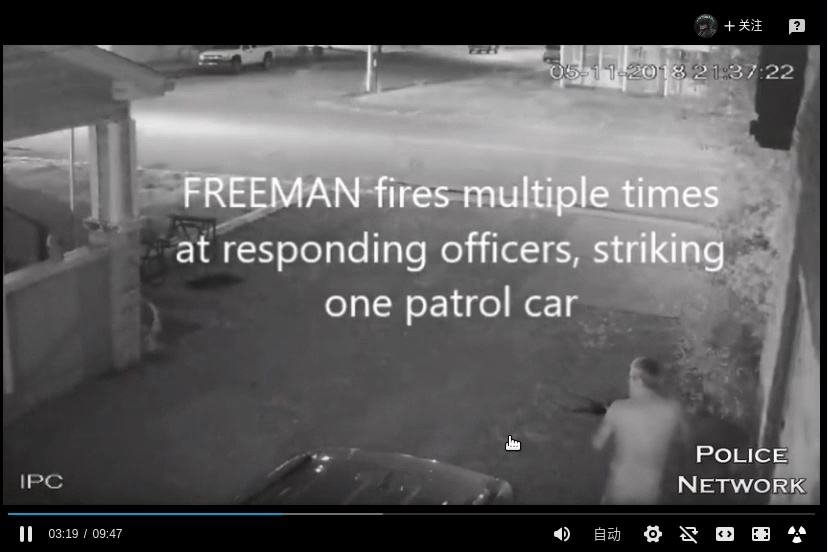 + 关注
05-11-2018 21:37:22
FREEMAN fires multiple times
at responding officers, striking
one patrol car
POLICE
NETWORK
IPC
03:19 / 09:47
自动